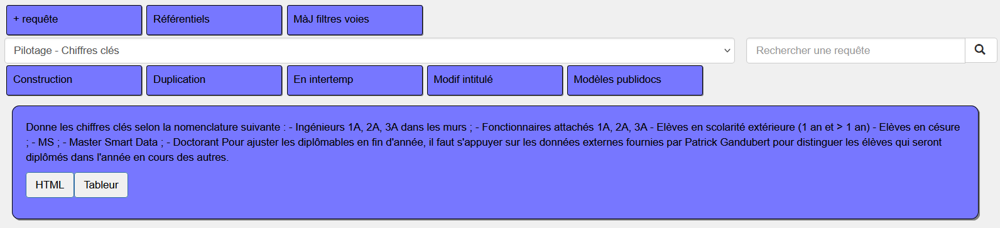 + requête
Référentiels
MàJ filtres voies
Pilotage - Chiffres clés
Rechercher une requête
Construction
Duplication
En intertemp
Modif intitulé
Modèles publidocs
Donne les chiffres clés selon la nomenclature suivante : - Ingénieurs 1A, 2A, 3A dans les murs ; - Fonctionnaires attachés 1A, 2A, 3A - Elèves en scolarité extérieure (1 an et > 1 an) - Elèves en césure
; - MS ; - Master Smart Data ; - Doctorant Pour ajuster les diplômables en fin d'année, il faut s'appuyer sur les données externes fournies par Patrick Gandubert pour distinguer les élèves qui seront
diplômés dans l'année en cours des autres.
HTML
Tableur